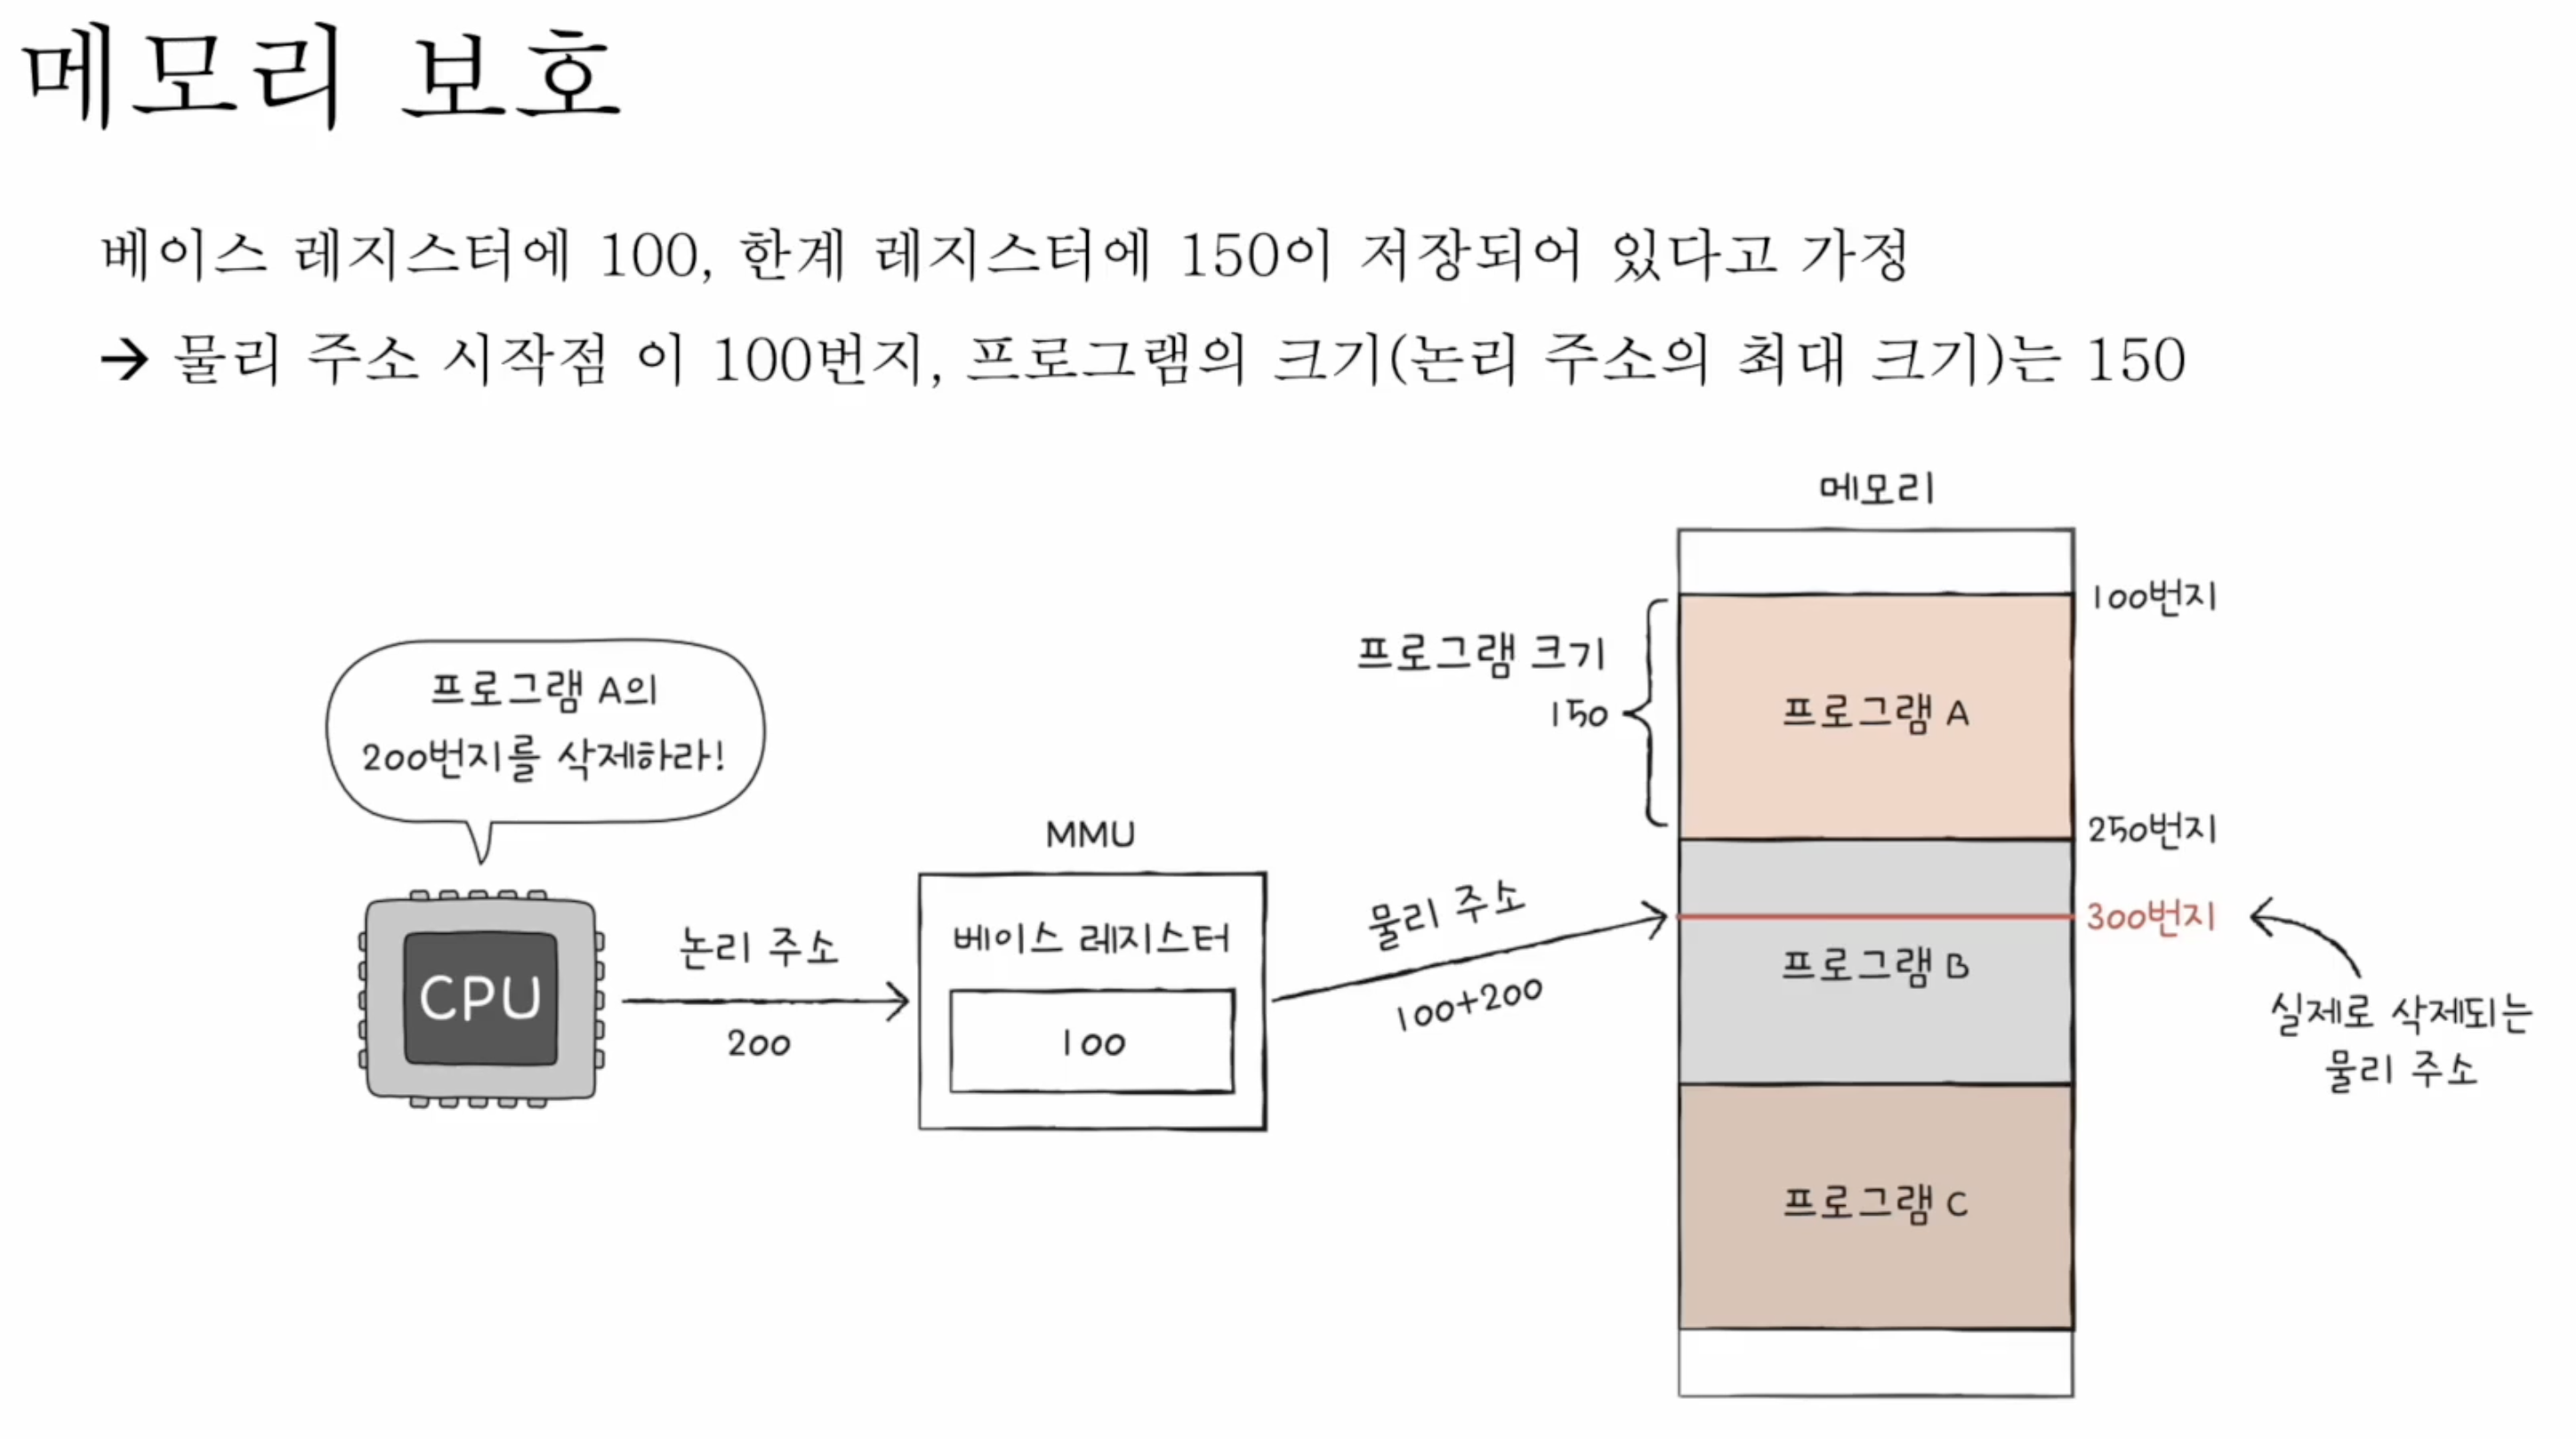 메모리 보호
베이스 레지스터에 100, 한계 레지스터에 150이 저장되어 있다고 가정
→ 물리 주소 시작점 이 100번지, 프로그램의 크기(논리 주소의 최대 크기)는 150
메모리
100번지
프로그램 크기
150
프로그램 A
프로그램 A의
200번지를 삭제하라!
250번지
MMU
물리 주소
100+200
300번지
베이스 레지스터
100
논리 주소
200
CPU
프로그램 B
실제로 삭제되는
물리 주소
프로그램 C